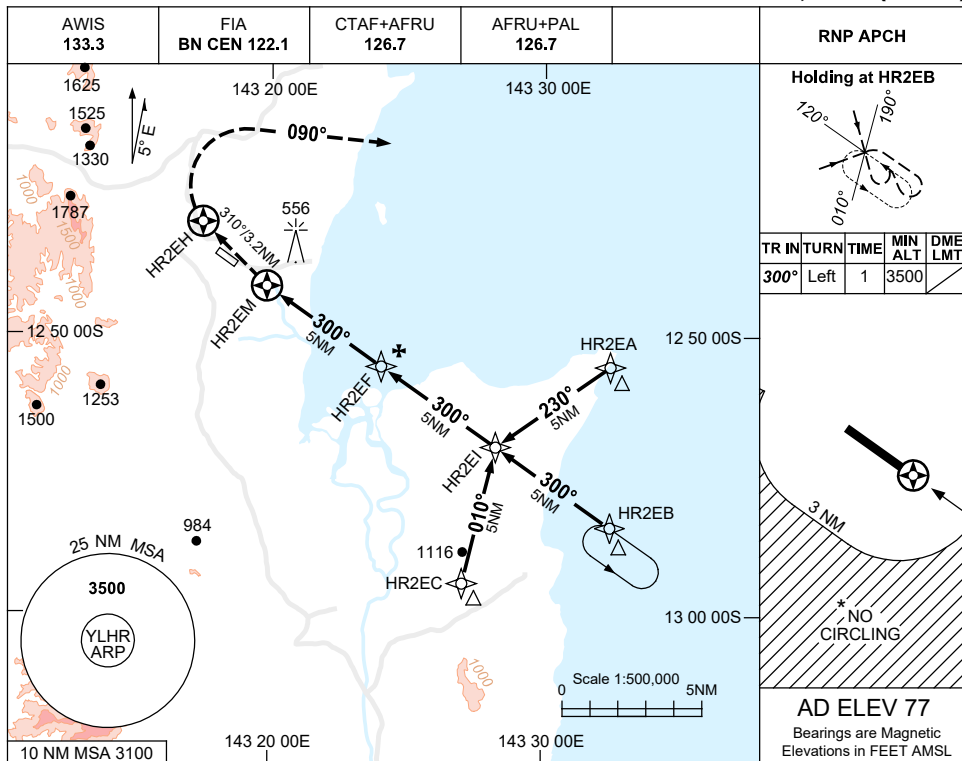 AWIS
133.3
FIA
BN CEN 122.1
CTAF+AFRU
126.7
AFRU+PAL
126.7
RNP APCH
1625
1525
1330
1787
1000
1500
1000
1000
1253
1500
5° E
143 20 00E
143 30 00E
090°
310°/3.2NM
556
HR2EH
HR2EM
12 50 00S
12 50 00S
300°
5NM
HR2EF
HR2EA
230°
5NM
300°
5NM
HR2EI
300°
5NM
HR2EB
010°
5NM
1116
HR2EC
984
25 NM MSA
3500
YLHR
ARP
13 00 00S
1000
Scale 1:500,000
0
5NM
10 NM MSA 3100
143 20 00E
143 30 00E
Holding at HR2EB
120°
190°
010°
TR IN TURN TIME MIN ALT DME LMT
300° Left 1 3500
3 NM
* NO
CIRCLING
AD ELEV 77
Bearings are Magnetic
Elevations in FEET AMSL